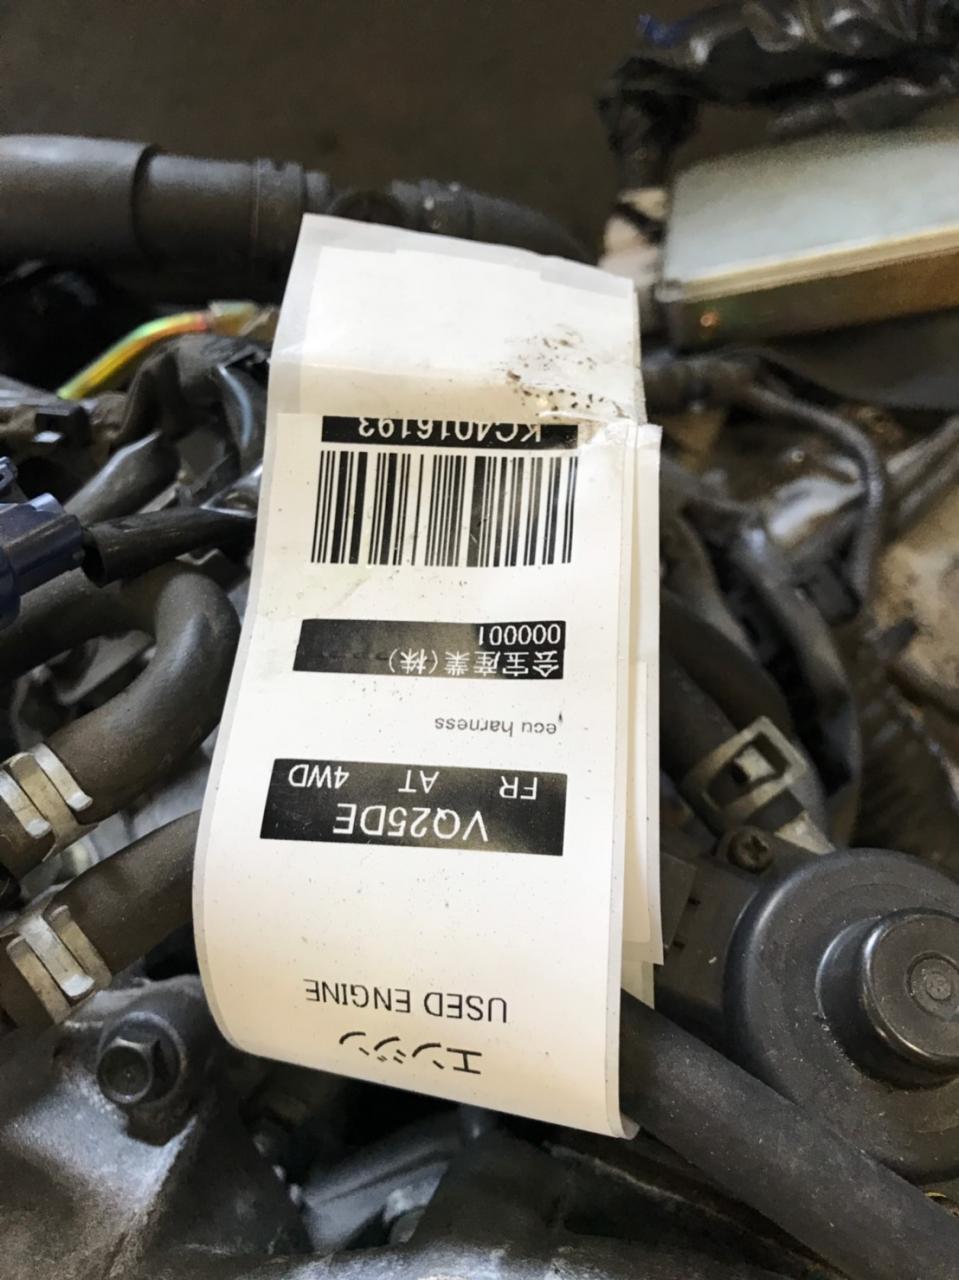 エンジン
USED ENGINE
VQ25DE
FR AT 4WD
ecu harness
会宝産業(株)
000001
KC4016193